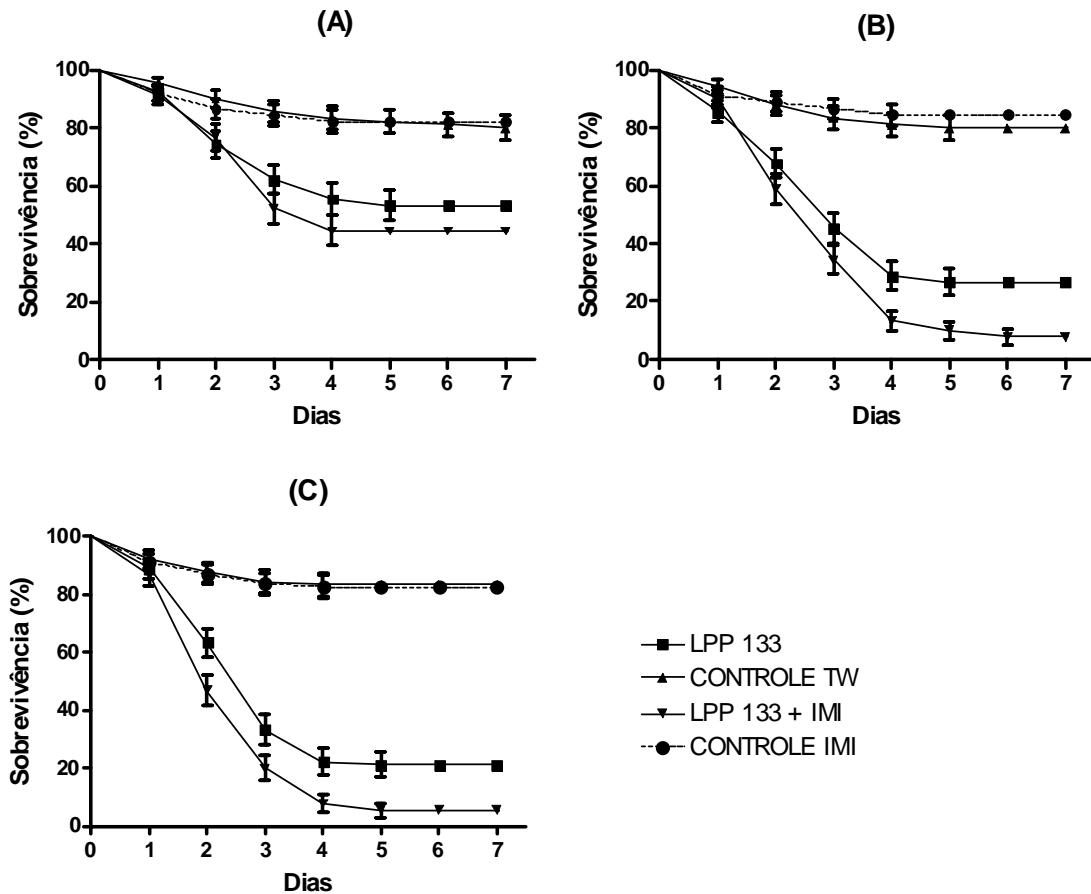 (A)
Sobrevivência (%)
100
80
60
40
20
0
0 1 2 3 4 5 6 7
Dias
(B)
Sobrevivência (%)
100
80
60
40
20
0
0 1 2 3 4 5 6 7
Dias
(C)
Sobrevivência (%)
100
80
60
40
20
0
0 1 2 3 4 5 6 7
Dias
LPP 133
CONTROLE TW
LPP 133 + IMI
CONTROLE IMI